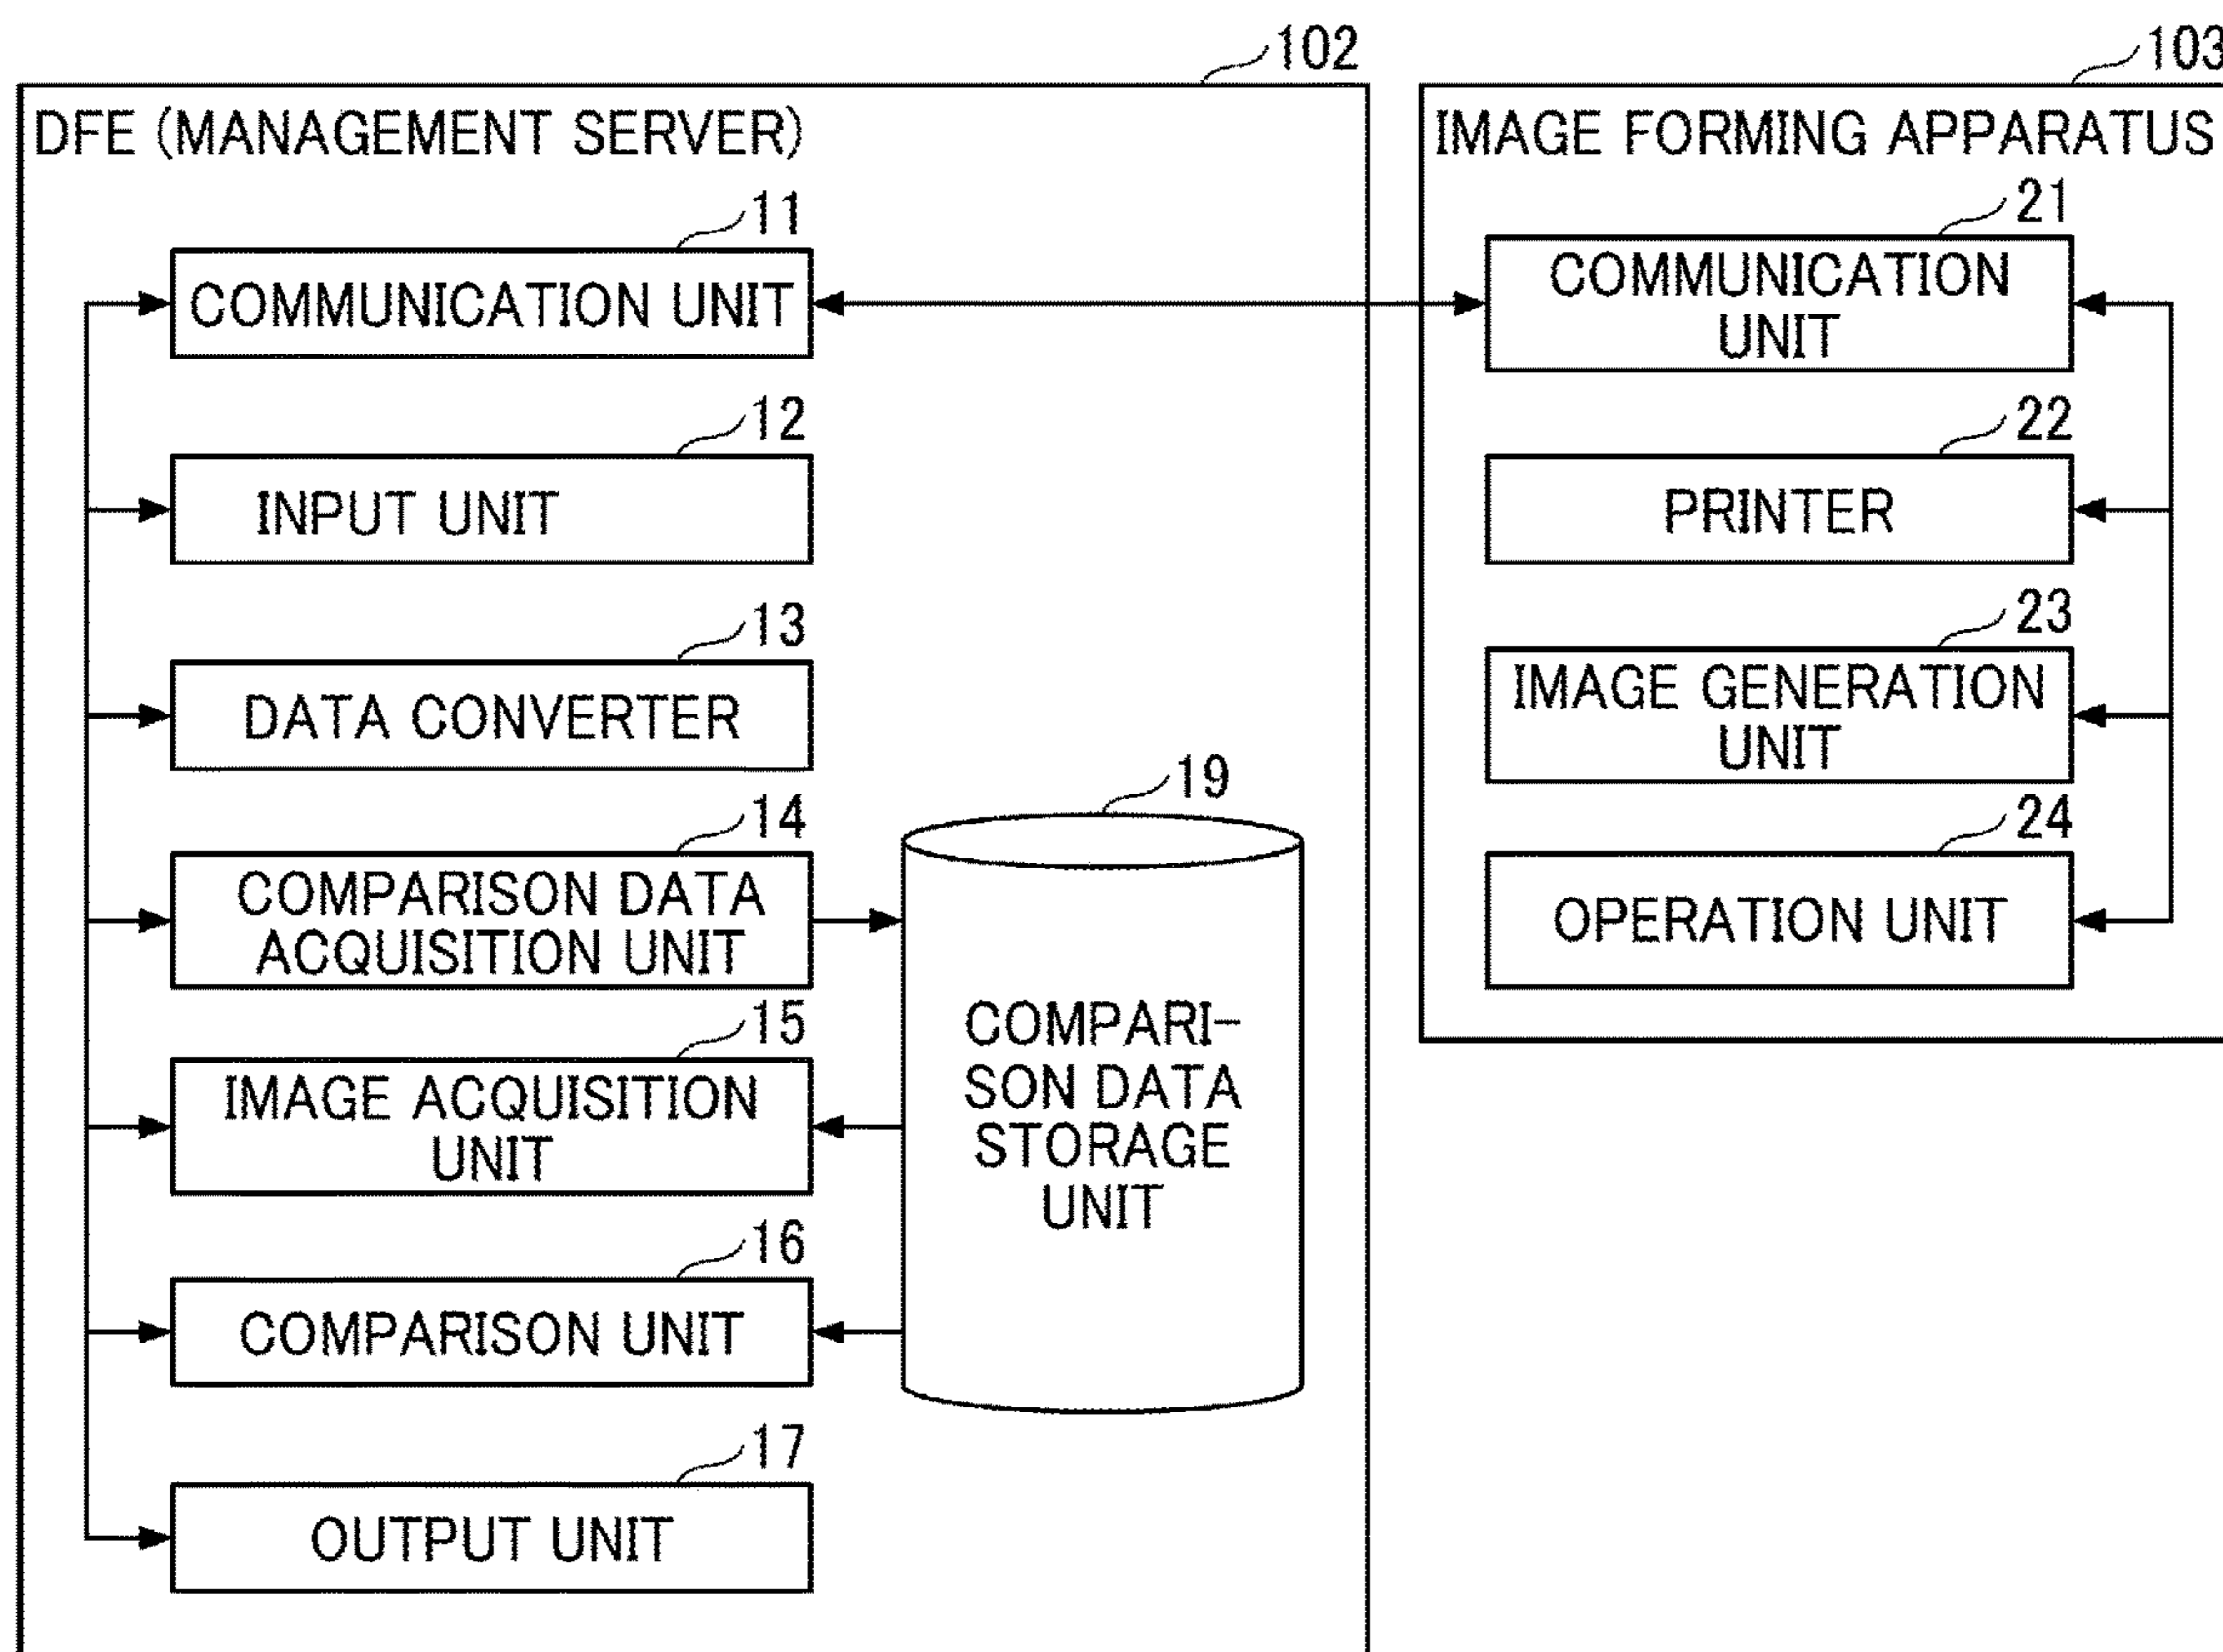 102
DFE (MANAGEMENT SERVER)
11
COMMUNICATION UNIT
12
INPUT UNIT
13
DATA CONVERTER
14
COMPARISON DATA
ACQUISITION UNIT
15
IMAGE ACQUISITION
UNIT
16
COMPARISON UNIT
17
OUTPUT UNIT
19
COMPARI-
SON DATA
STORAGE
UNIT
103
IMAGE FORMING APPARATUS
21
COMMUNICATION
UNIT
22
PRINTER
23
IMAGE GENERATION
UNIT
24
OPERATION UNIT